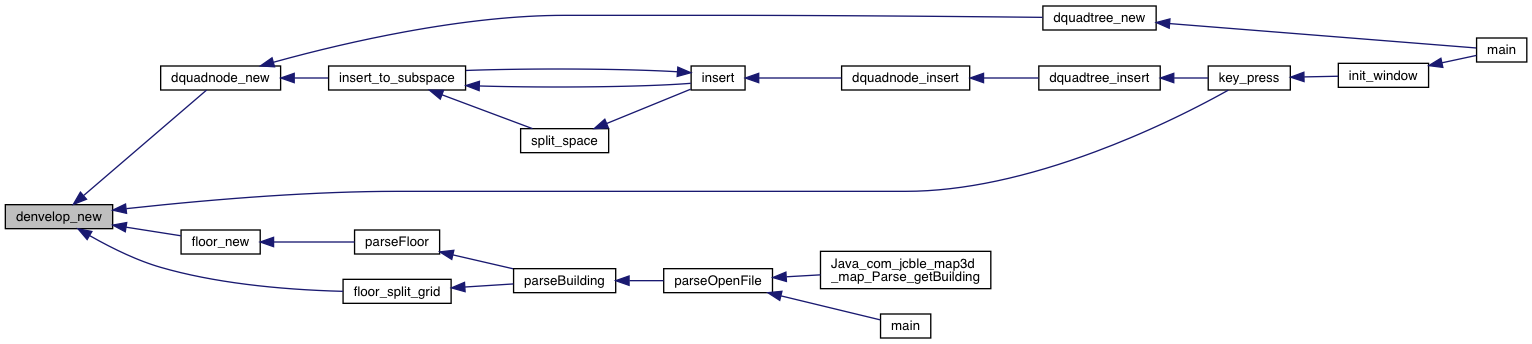 dquadtree_new
main
dquadnode_new
insert_to_subspace
insert
dquadnode_insert
dquadtree_insert
key_press
init_window
split_space
denvelop_new
floor_new
parseFloor
Java_com_jcble_map3d
_map_Parse_getBuilding
parseBuilding
parseOpenFile
floor_split_grid
main